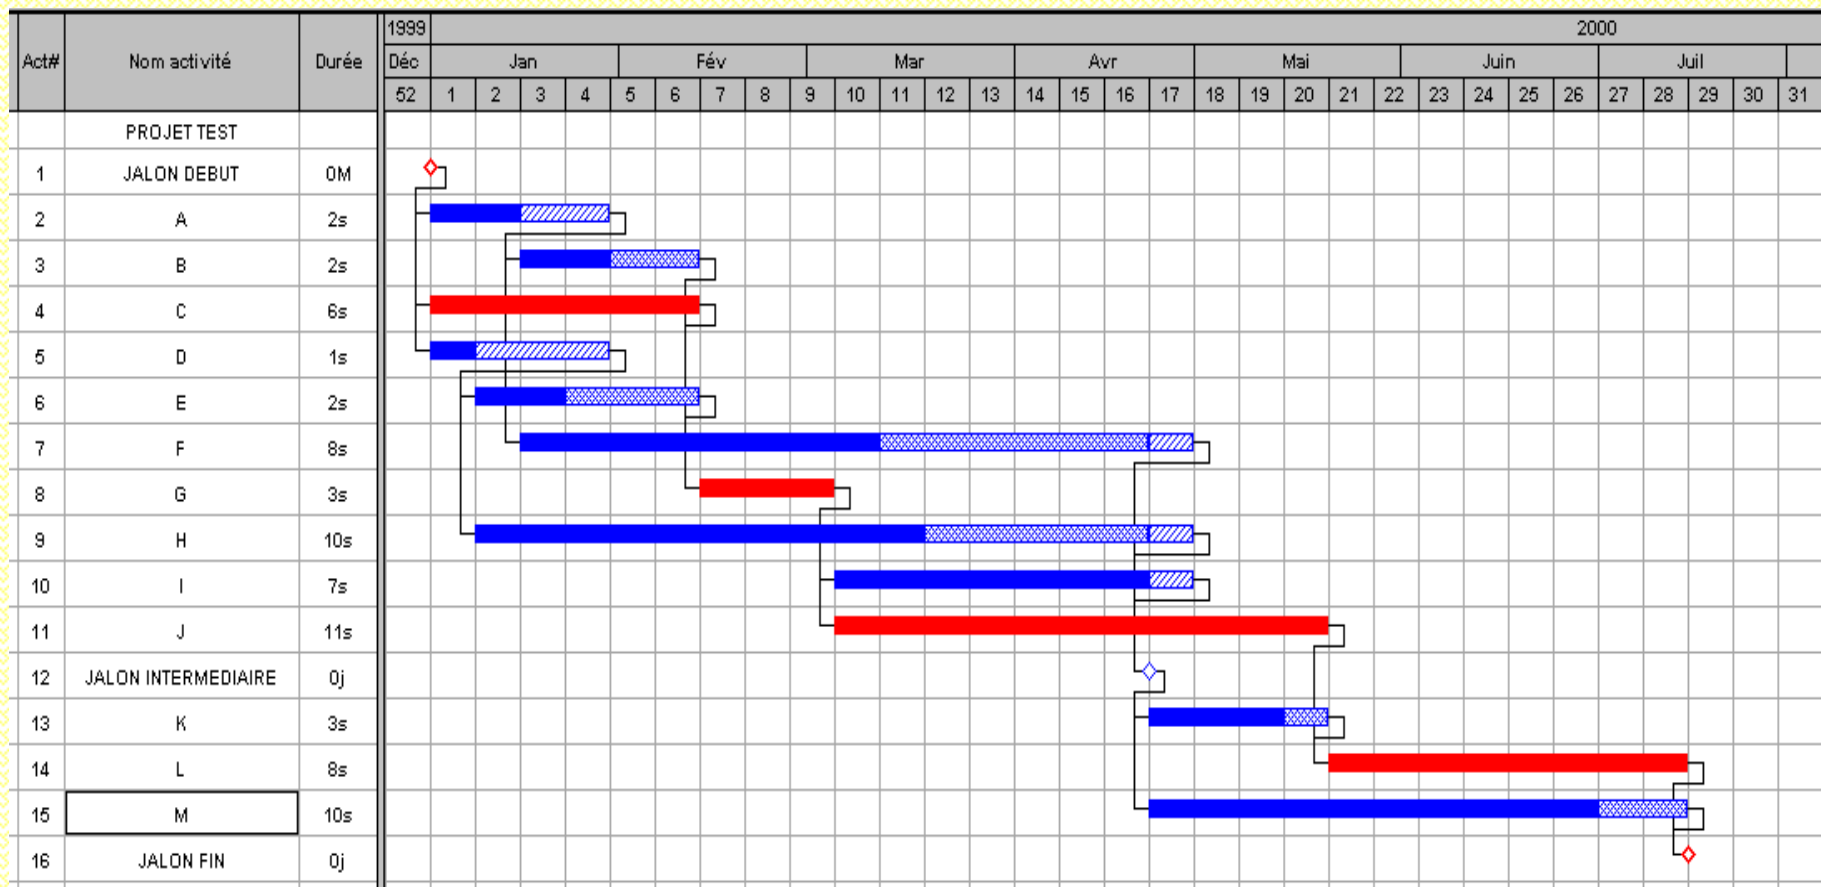 1999 2000
Act# Nom activité Durée Déc Jan Fév Mar Avr Mai Juin Juil
52 1 2 3 4 5 6 7 8 9 10 11 12 13 14 15 16 17 18 19 20 21 22 23 24 25 26 27 28 29 30 31
PROJET TEST
1 JALON DEBUT 0M
2 A 2s
3 B 2s
4 C 6s
5 D 1s
6 E 2s
7 F 8s
8 G 3s
9 H 10s
10 I 7s
11 J 11s
12 JALON INTERMEDIAIRE 0j
13 K 3s
14 L 8s
15 M 10s
16 JALON FIN 0j